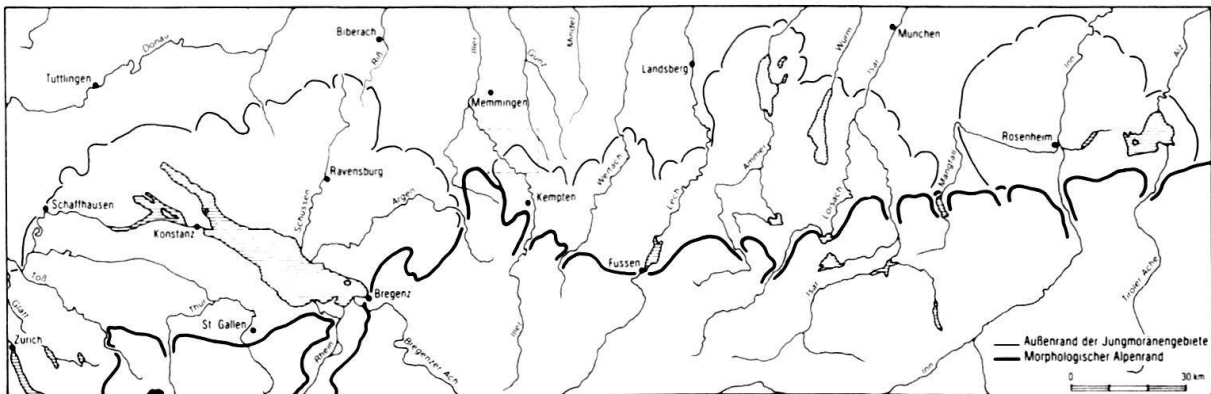 Biberach
Riß
Iller
Günz
Mindel
Würm
Isar
München
Inn
Alz
Donau
Tuttlingen
Landsberg
Memmingen
Rosenheim
Ravensburg
Schussen
Argen
Kempten
Wertach
Lech
Ammer
Loisach
Mangfall
Schaffhausen
Konstanz
Füssen
Isar
Töß
Thur
Glatt
Bregenz
St Gallen
Zürich
Rhein
Bregenzer Ach
Iller
Inn
Tiroler Ache
Außenrand der Jungmoränengebiete
Morphologischer Alpenrand
0 30 km